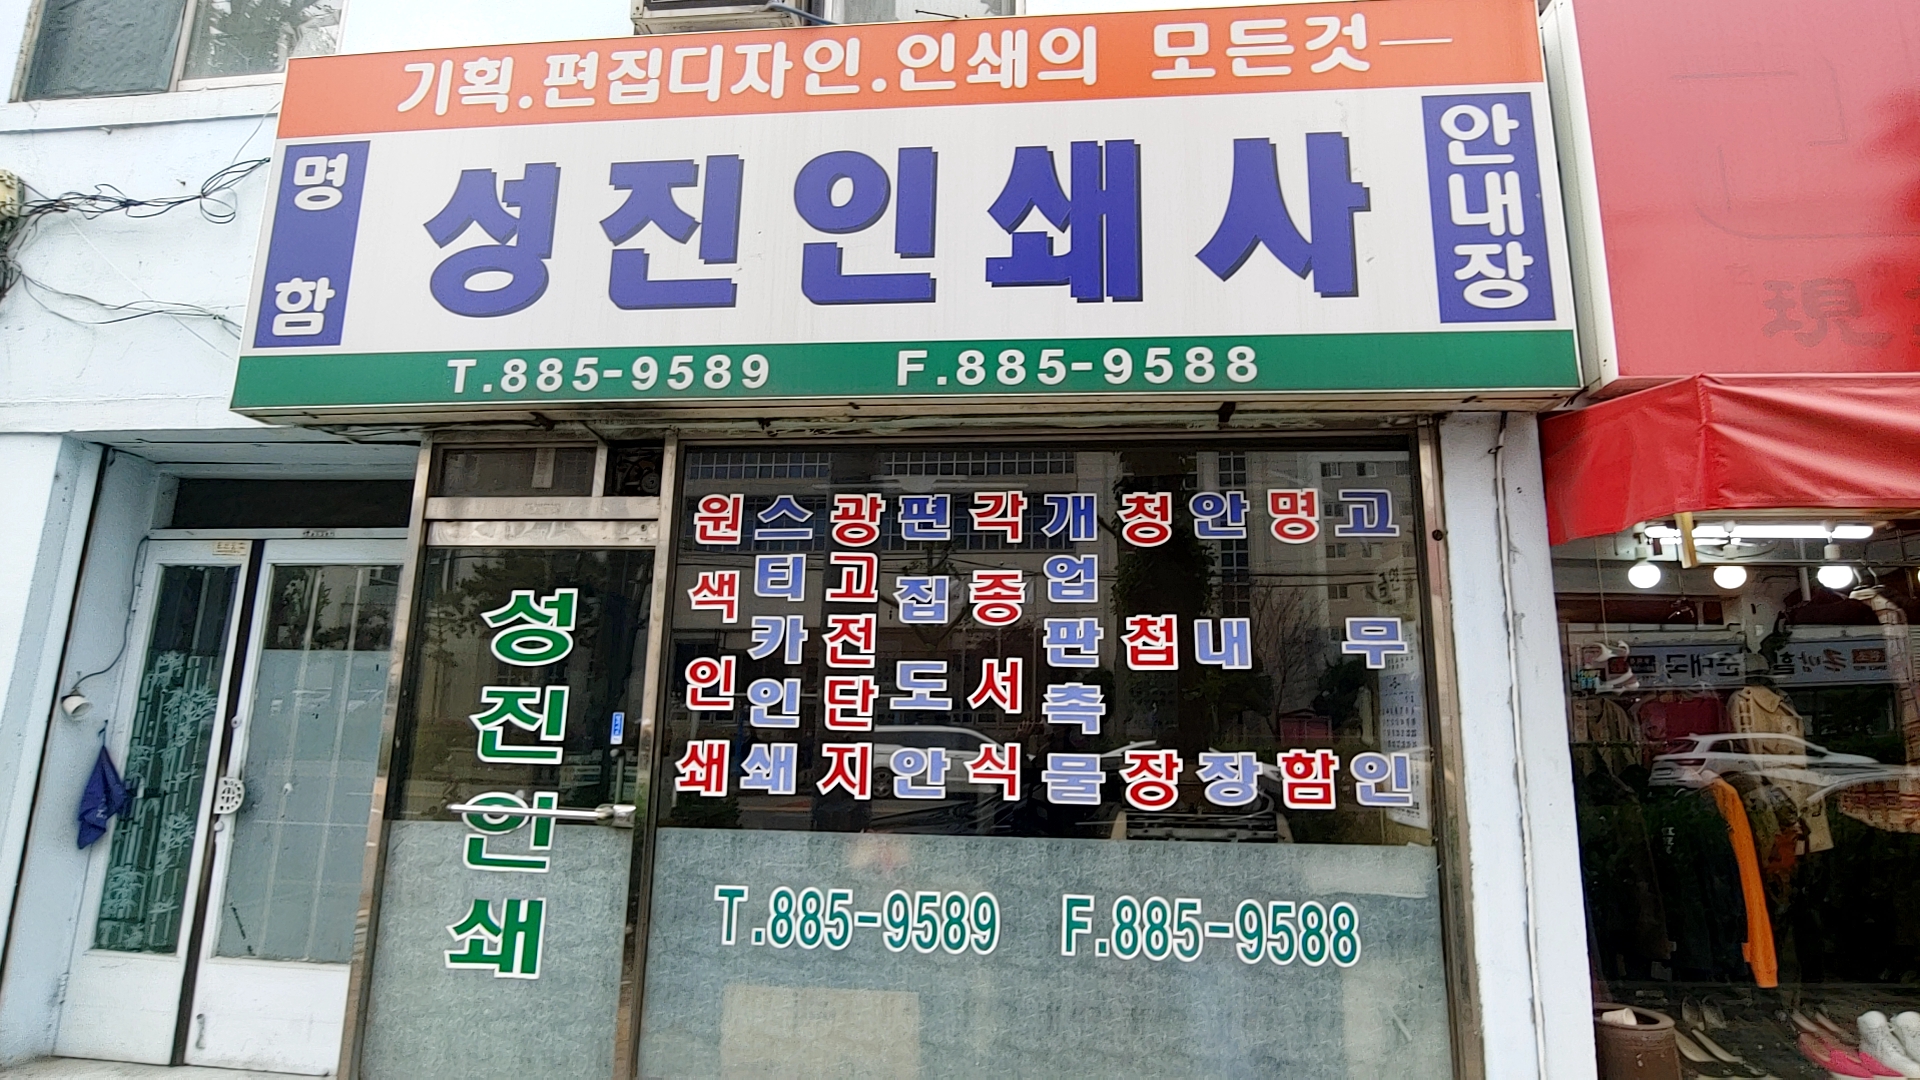 기획.편집디자인.인쇄의 모든것
명함
성진인쇄사
안내장
T.885-9589 F.885-9588
성진인쇄
원색인쇄
스티카인쇄
광고전단지
편집도안
각종서식
개업판촉물
청첩장
안내장
명함
고무인
T.885-9589 F.885-9588
現